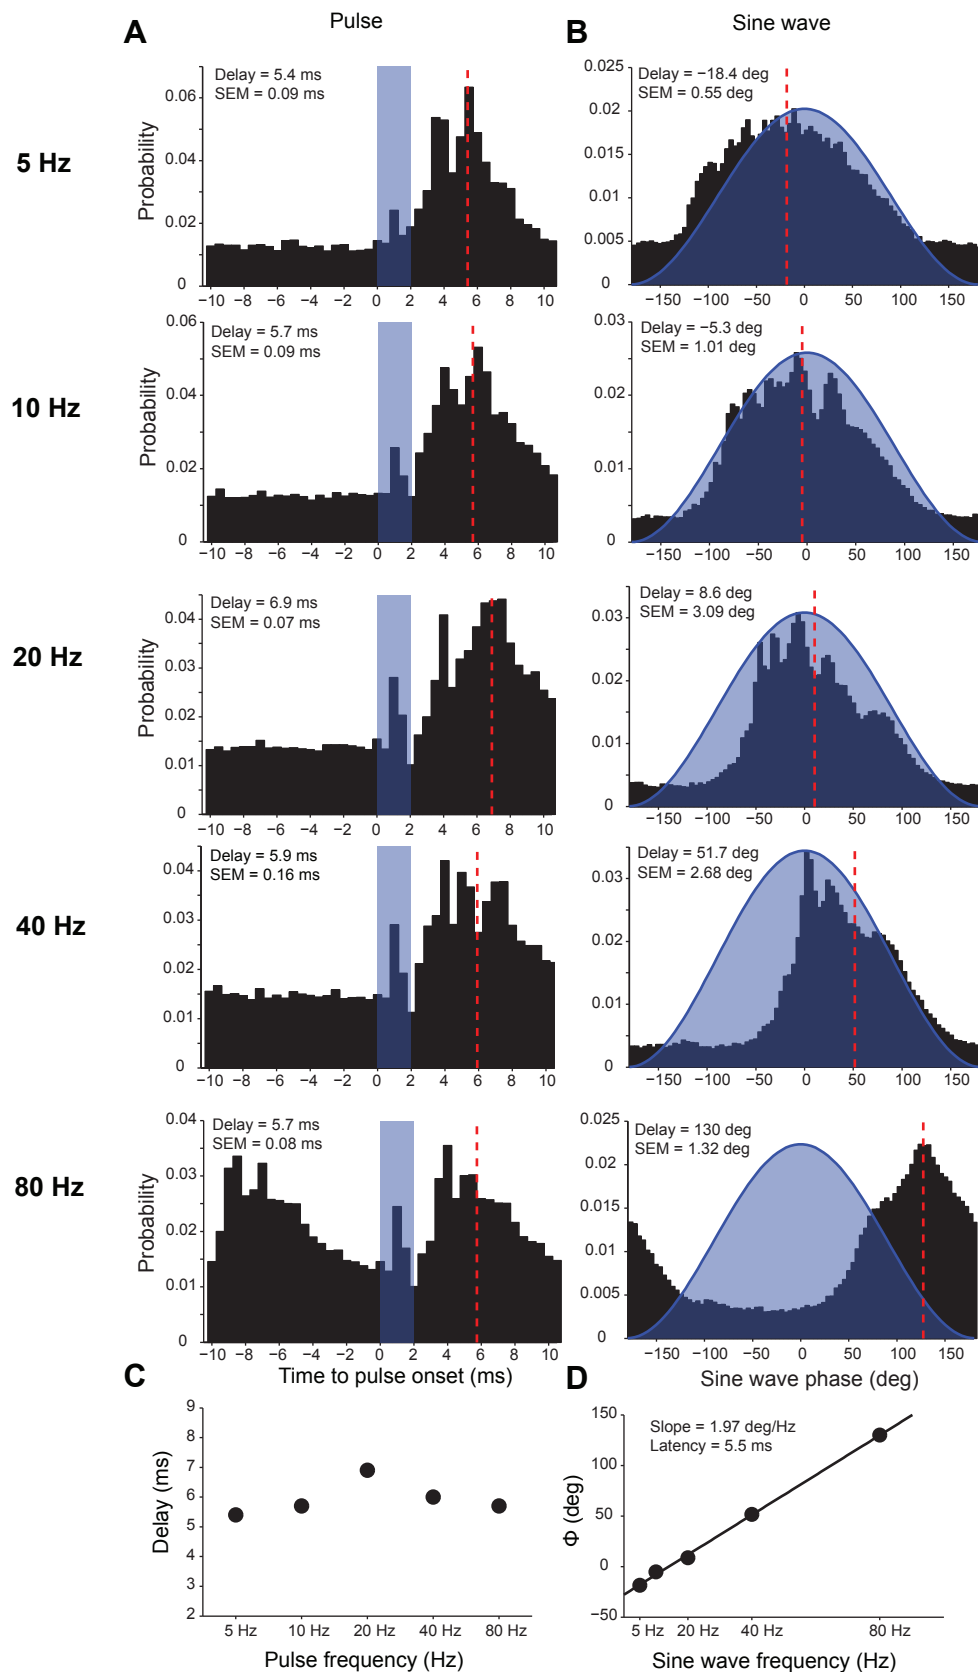 A
Pulse
B
Sine wave
5 Hz
Delay = 5.4 ms
SEM = 0.09 ms
Probability
0.06
0.04
0.02
0
−10 −8 −6 −4 −2 0 2 4 6 8 10
Delay = −18.4 deg
SEM = 0.55 deg
0.025
0.02
0.015
0.01
0.005
0
−150 −100 −50 0 50 100 150
10 Hz
Delay = 5.7 ms
SEM = 0.09 ms
Probability
0.06
0.04
0.02
0
−10 −8 −6 −4 −2 0 2 4 6 8 10
Delay = −5.3 deg
SEM = 1.01 deg
0.03
0.02
0.01
0
−150 −100 −50 0 50 100 150
20 Hz
Delay = 6.9 ms
SEM = 0.07 ms
Probability
0.04
0.03
0.01
0
−10 −8 −6 −4 −2 0 2 4 6 8 10
Delay = 8.6 deg
SEM = 3.09 deg
0.03
0.02
0.01
0
−150 −100 −50 0 50 100 150
40 Hz
Delay = 5.9 ms
SEM = 0.16 ms
Probability
0.04
0.03
0.01
0
−10 −8 −6 −4 −2 0 2 4 6 8 10
Delay = 51.7 deg
SEM = 2.68 deg
0.03
0.02
0.01
0
−150 −100 −50 0 50 100 150
80 Hz
Delay = 5.7 ms
SEM = 0.08 ms
Probability
0.04
0.03
0.01
0
−10 −8 −6 −4 −2 0 2 4 6 8 10
Time to pulse onset (ms)
Delay = 130 deg
SEM = 1.32 deg
0.025
0.02
0.015
0.01
0.005
0
−150 −100 −50 0 50 100 150
Sine wave phase (deg)
C
Delay (ms)
9
8
7
6
5
4
3
2
5 Hz 10 Hz 20 Hz 40 Hz 80 Hz
Pulse frequency (Hz)
D
Slope = 1.97 deg/Hz
Latency = 5.5 ms
Φ (deg)
150
100
50
0
−50
5 Hz 20 Hz 40 Hz 80 Hz
Sine wave frequency (Hz)